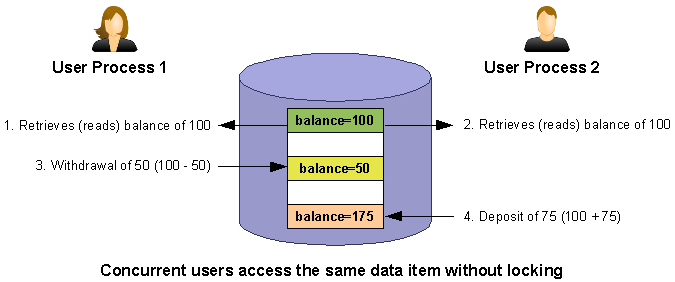 User Process 1
User Process 2
balance=100
1. Retrieves (reads) balance of 100
2. Retrieves (reads) balance of 100
3. Withdrawal of 50 (100 - 50)
balance=50
balance=175
4. Deposit of 75 (100 + 75)
Concurrent users access the same data item without locking